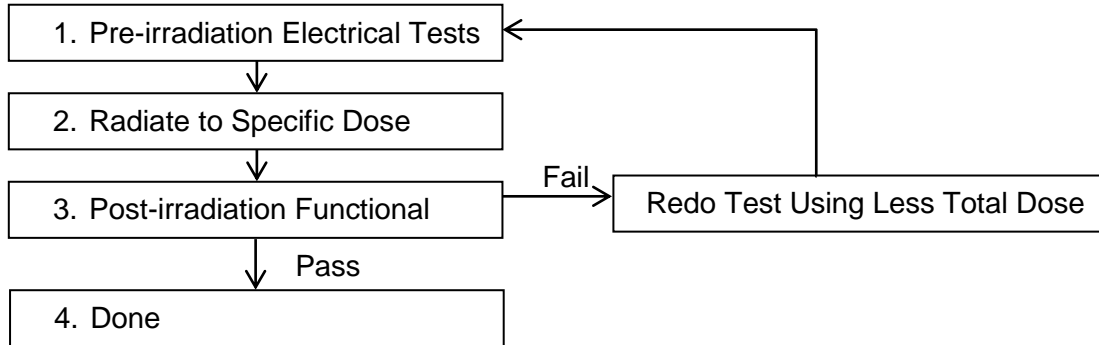 1. Pre-irradiation Electrical Tests
2. Radiate to Specific Dose
3. Post-irradiation Functional
Fail
Redo Test Using Less Total Dose
Pass
4. Done